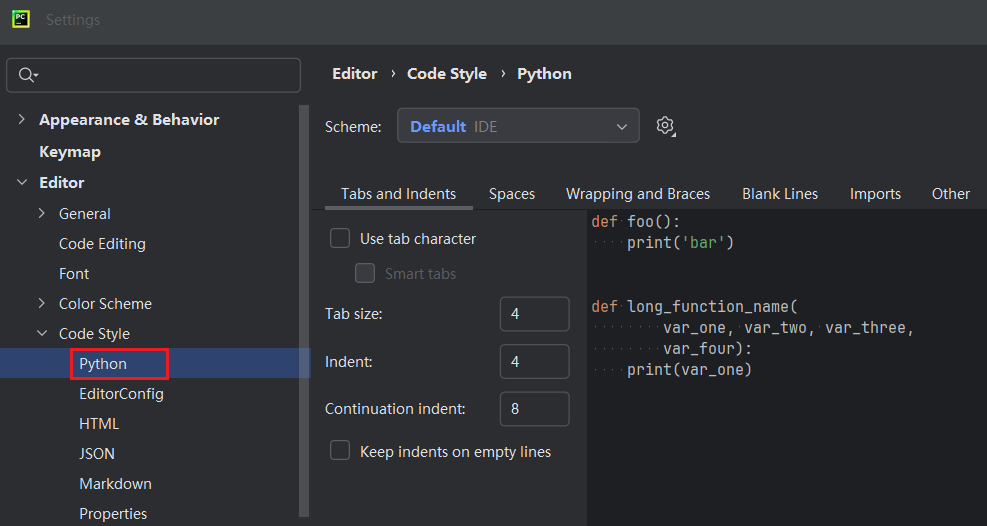 PC
Settings
Editor › Code Style › Python
Appearance & Behavior
Keymap
Editor
General
Code Editing
Font
Color Scheme
Code Style
Python
EditorConfig
HTML
JSON
Markdown
Properties
Scheme: Default IDE
Tabs and Indents Spaces Wrapping and Braces Blank Lines Imports Other
Use tab character
Smart tabs
Tab size: 4
Indent: 4
Continuation indent: 8
Keep indents on empty lines
def foo():
    print('bar')
def long_function_name(
        var_one, var_two, var_three,
        var_four):
    print(var_one)